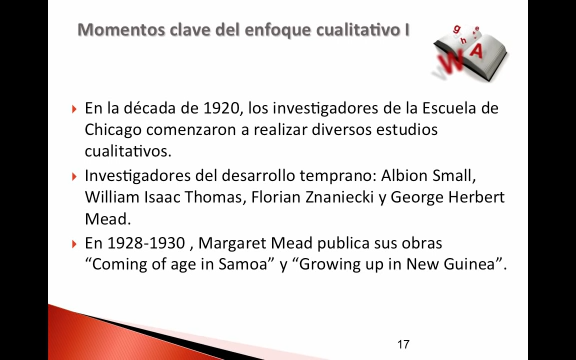 Momentos clave del enfoque cualitativo I
En la década de 1920, los investigadores de la Escuela de
Chicago comenzaron a realizar diversos estudios
cualitativos.
Investigadores del desarrollo temprano: Albion Small,
William Isaac Thomas, Florian Znaniecki y George Herbert
Mead.
En 1928-1930 , Margaret Mead publica sus obras
“Coming of age in Samoa” y “Growing up in New Guinea”.
17